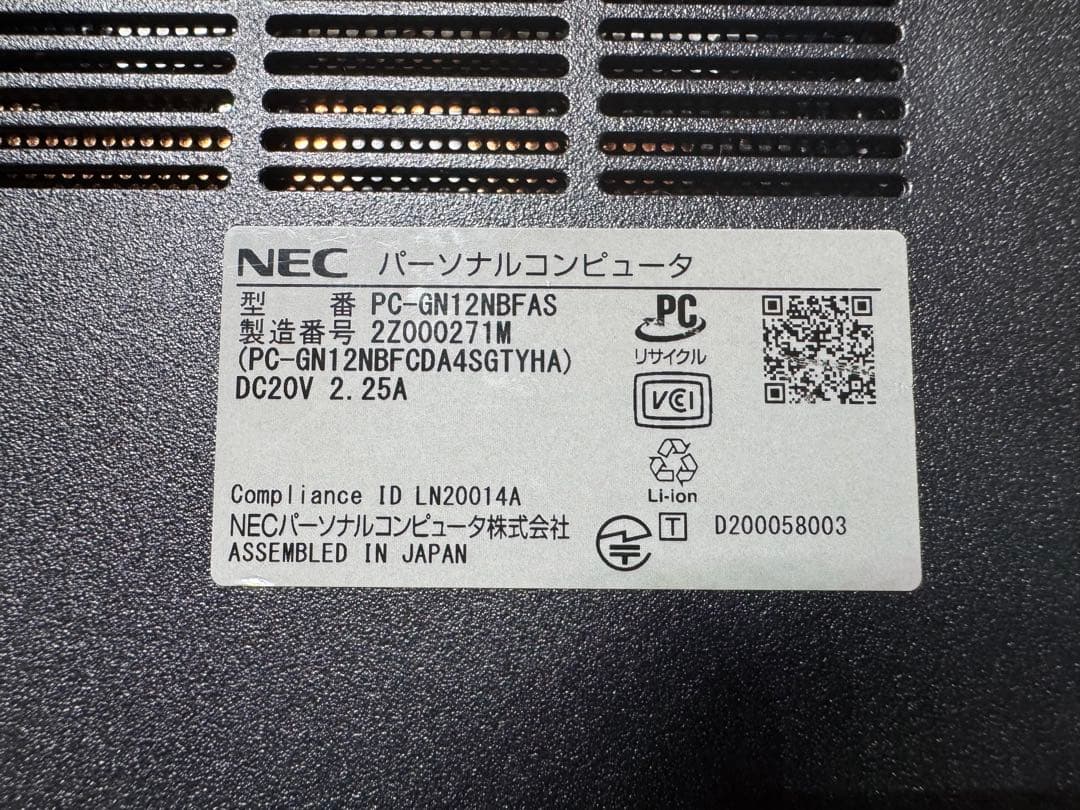 NEC パーソナルコンピュータ
型 番 PC-GN12NBFAS
製造番号 2Z000271M
(PC-GN12NBFCDA4SGTYHA)
DC20V 2.25A
PC
リサイクル
VCCI
Li-ion
Compliance ID LN20014A
NECパーソナルコンピュータ株式会社
ASSEMBLED IN JAPAN
T D200058003